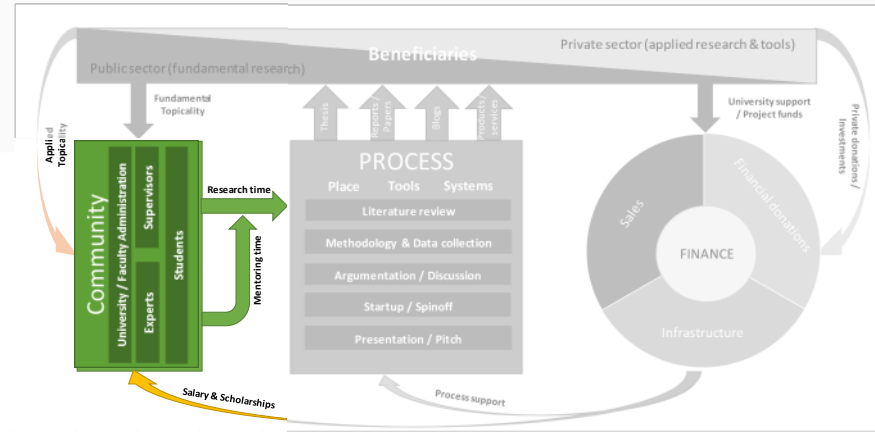 Beneficiaries
Private sector (applied research & tools)
Public sector (fundamental research)
Fundamental
Topicality
Thesis
Reports /
Papers
Blogs
Products /
services
University support
/ Project funds
Private donations /
Investments
Applied
Topicality
Community
University / Faculty Administration
Supervisors
Experts
Students
Research time
Mentoring time
PROCESS
Place
Tools
Systems
Literature review
Methodology & Data collection
Argumentation / Discussion
Startup / Spinoff
Presentation / Pitch
Sales
Financial donations
FINANCE
Infrastructure
Salary & Scholarships
Process support